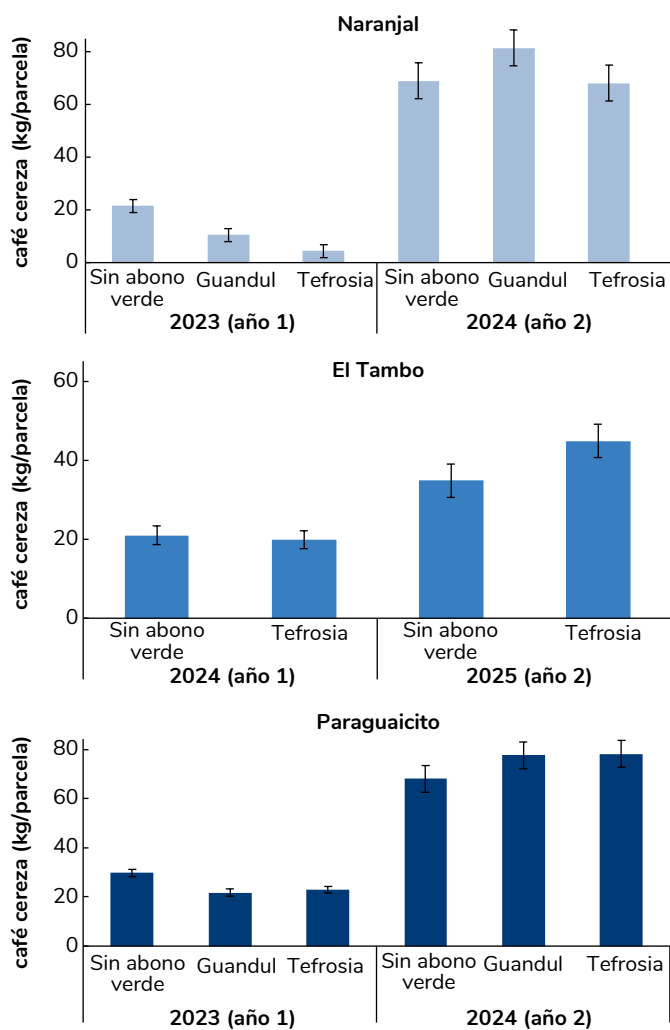 Naranjal
café cereza (kg/parcela)
80
60
40
20
0
Sin abono
verde
Guandul
Tefrosia
Sin abono
verde
Guandul
Tefrosia
2023 (año 1)
2024 (año 2)
El Tambo
café cereza (kg/parcela)
60
40
20
0
Sin abono
verde
Tefrosia
Sin abono
verde
Tefrosia
2024 (año 1)
2025 (año 2)
Paraguaicito
café cereza (kg/parcela)
80
60
40
20
0
Sin abono
verde
Guandul
Tefrosia
Sin abono
verde
Guandul
Tefrosia
2023 (año 1)
2024 (año 2)